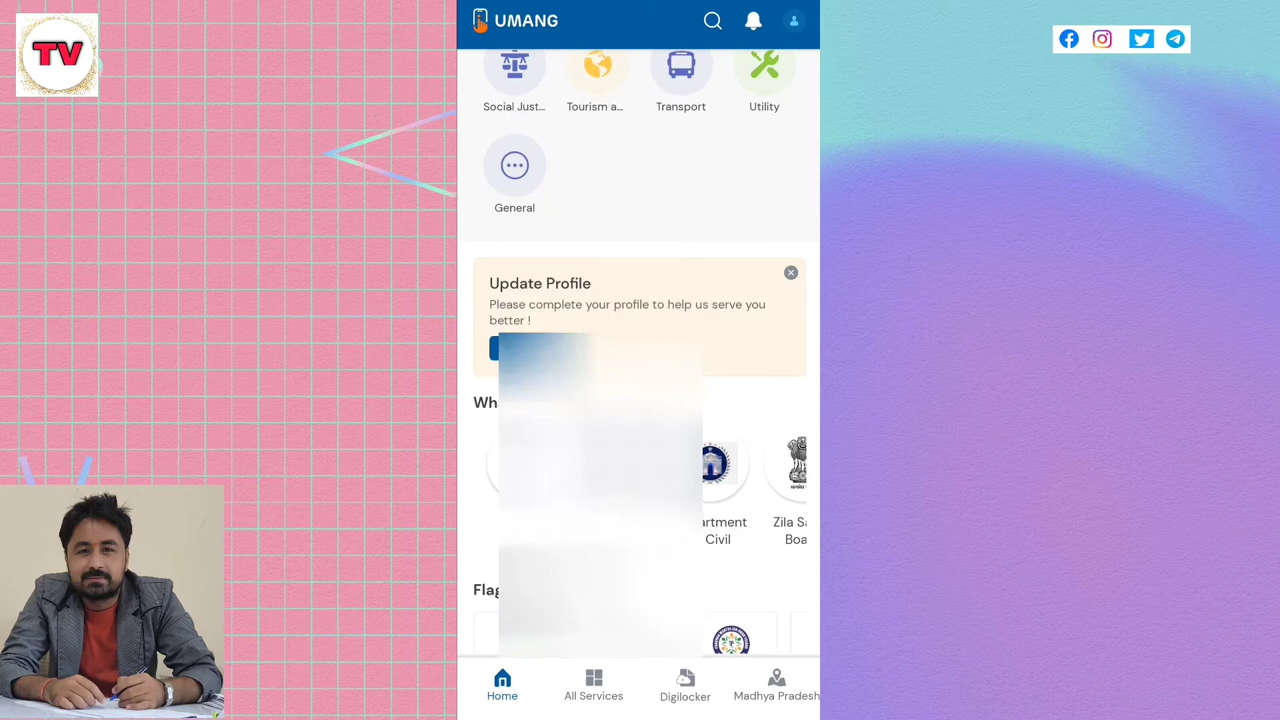 TV
UMANG
Social Just... Tourism a... Transport Utility
General
Update Profile
Please complete your profile to help us serve you
better !
Wh
artment
Civil
Zila Sa
Boa
Flag
Home All Services Digilocker Madhya Pradesh